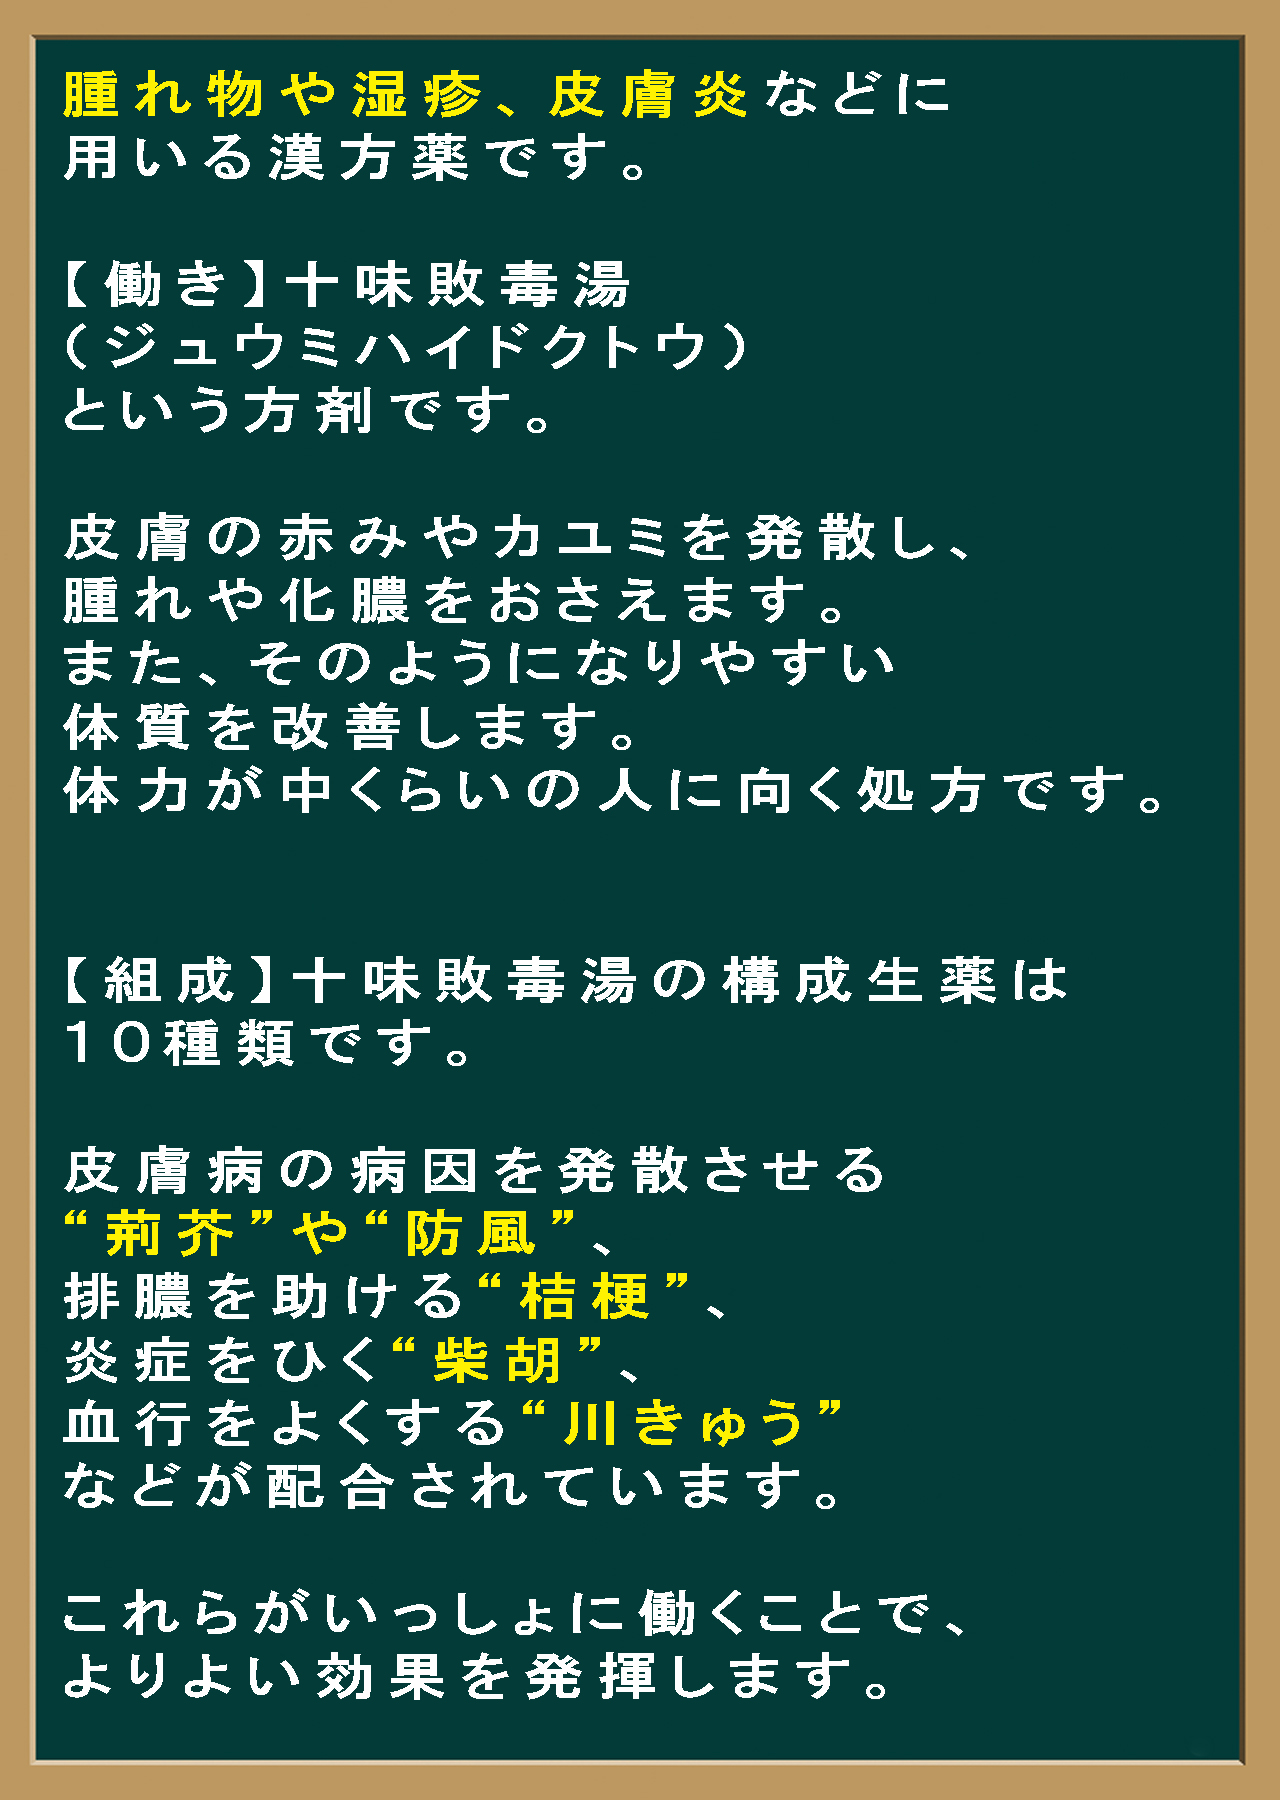 腫れ物や湿疹、皮膚炎などに
用いる漢方薬です。
【働き】十味敗毒湯
（ジュウミハイドクトウ）
という方剤です。
皮膚の赤みやカユミを発散し、
腫れや化膿をおさえます。
また、そのようになりやすい
体質を改善します。
体力が中くらいの人に向く処方です。
【組成】十味敗毒湯の構成生薬は
１０種類です。
皮膚病の病因を発散させる
“荊芥”や“防風”、
排膿を助ける“桔梗”、
炎症をひく“柴胡”、
血行をよくする“川きゅう”
などが配合されています。
これらがいっしょに働くことで、
よりよい効果を発揮します。